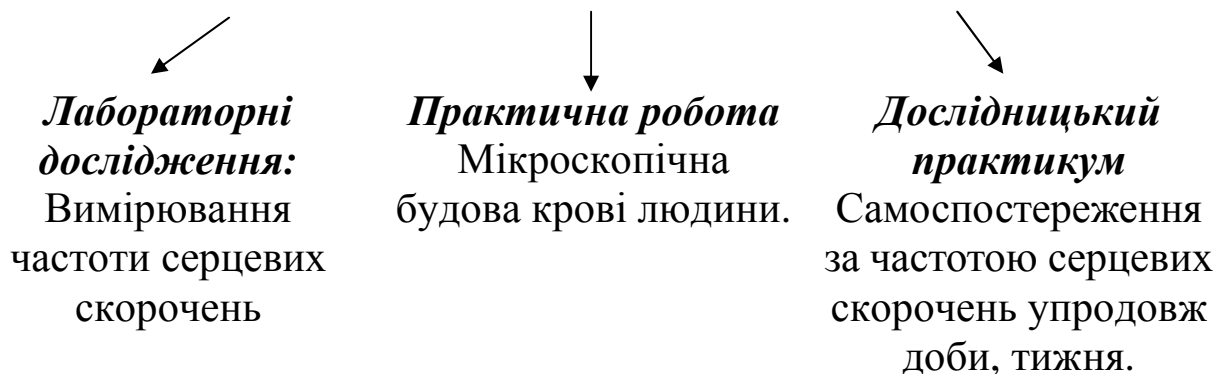 Лабораторні
дослідження:
Вимірювання
частоти серцевих
скорочень
Практична робота
Мікроскопічна
будова крові людини.
Дослідницький
практикум
Самоспостереження
за частотою серцевих
скорочень упродовж
доби, тижня.